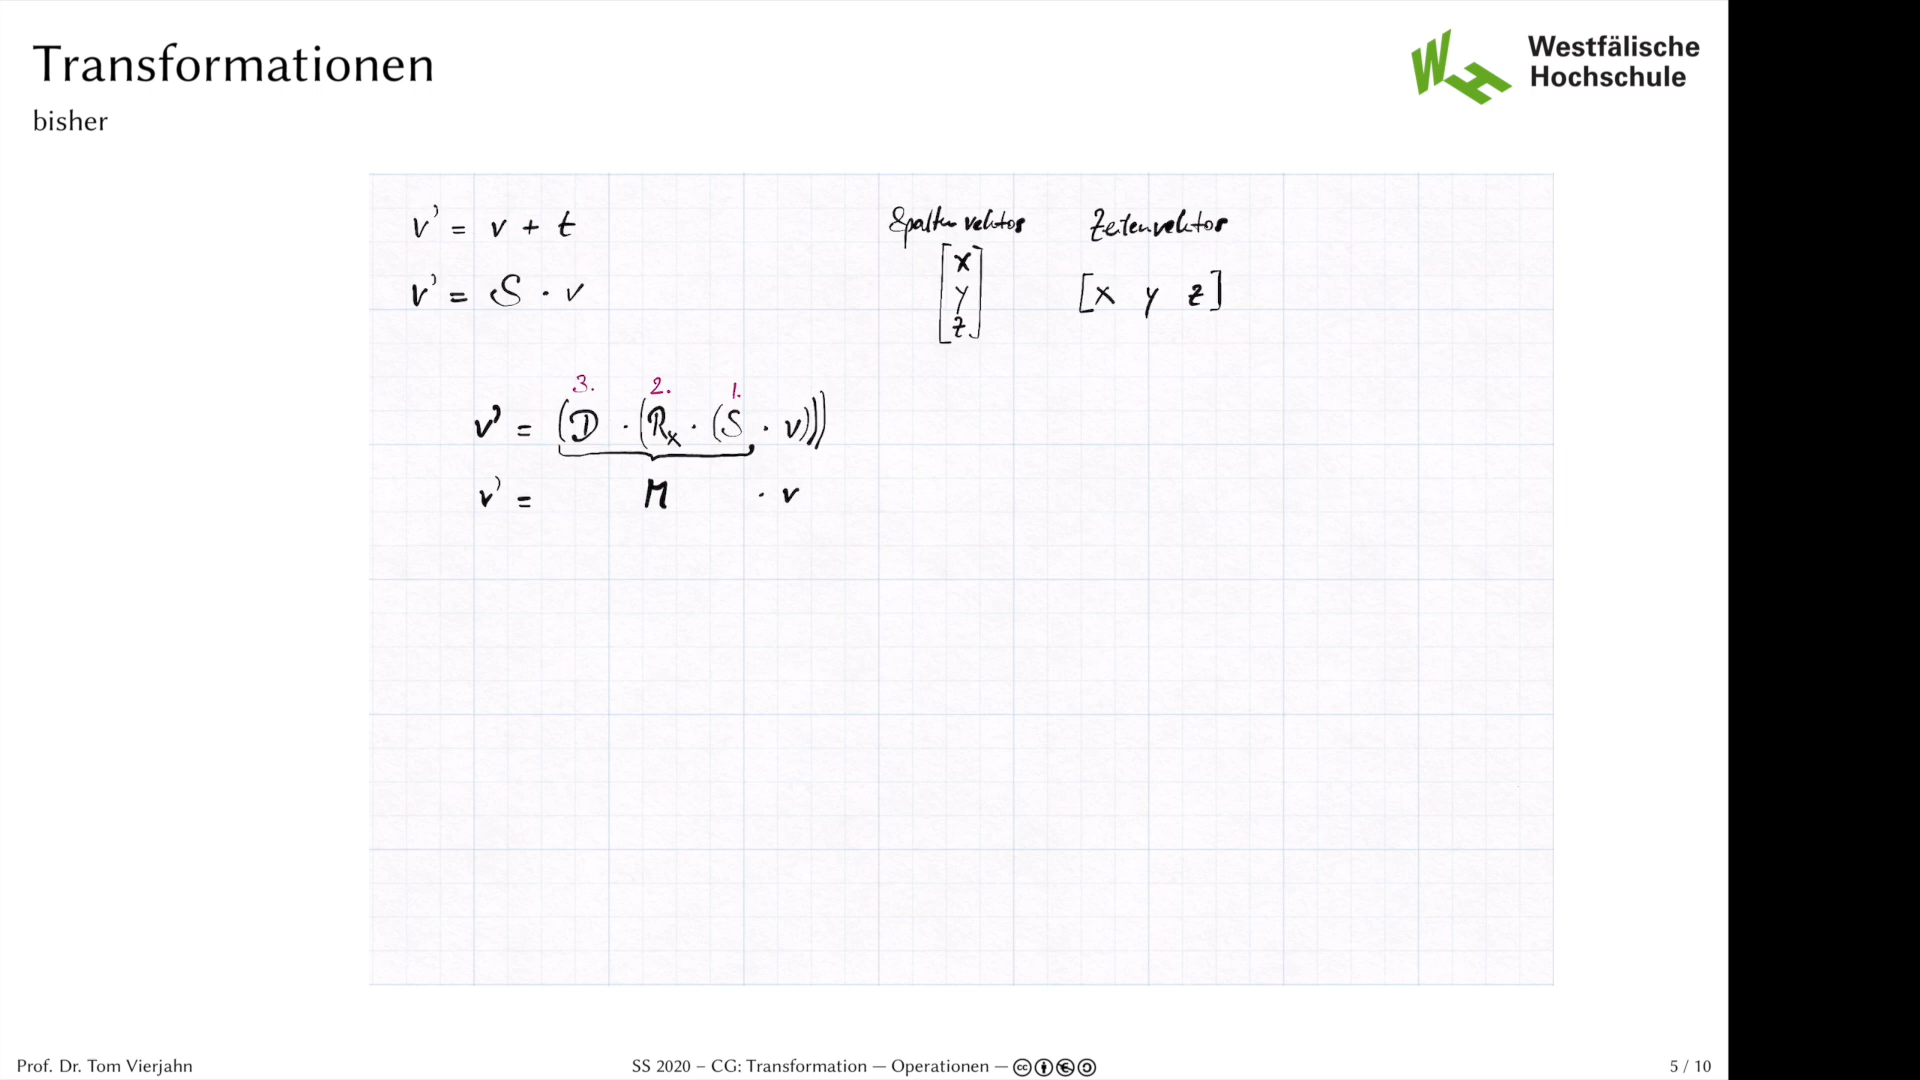 Transformationen
bisher
Westfälische
Hochschule
v' = v + t
v' = S · v
Spaltenvektor
[x
y
z]
Zeilenvektor
[x y z]
3. 2. 1.
v' = (D · (Rx · (S · v)))
v' = M · v
Prof. Dr. Tom Vierjahn
SS 2020 – CG: Transformation — Operationen —
5 / 10